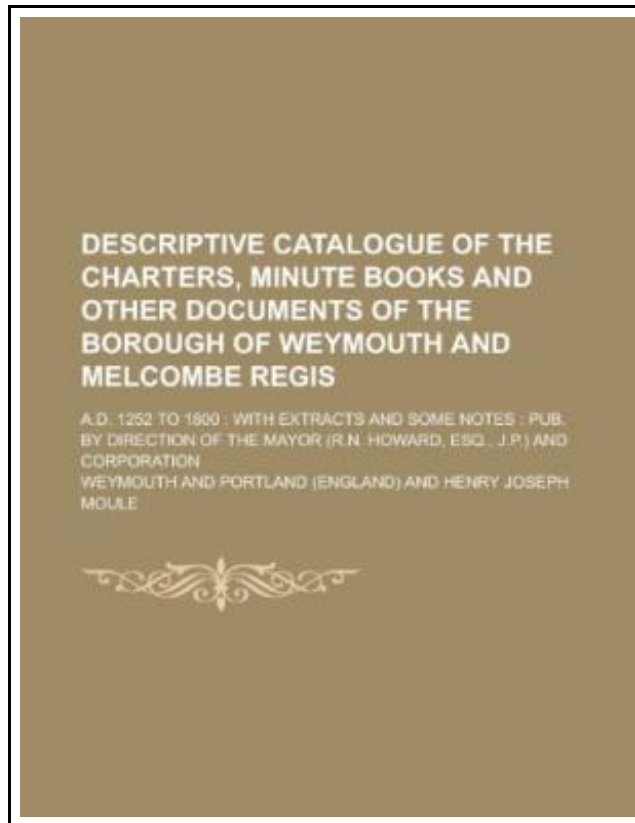 DESCRIPTIVE CATALOGUE OF THE
CHARTERS, MINUTE BOOKS AND
OTHER DOCUMENTS OF THE
BOROUGH OF WEYMOUTH AND
MELCOMBE REGIS
A.D. 1252 TO 1800 : WITH EXTRACTS AND SOME NOTES : PUB.
BY DIRECTION OF THE MAYOR (R.N. HOWARD, ESQ., J.P.) AND
CORPORATION
WEYMOUTH AND PORTLAND (ENGLAND) AND HENRY JOSEPH
MOULE